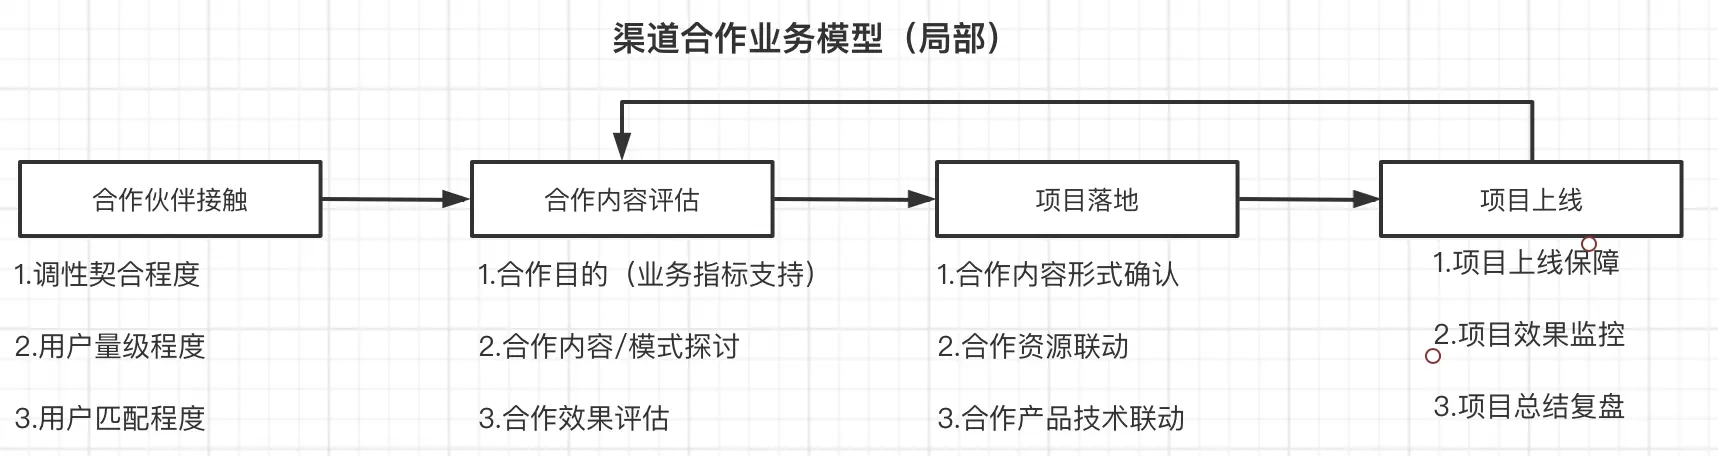 渠道合作业务模型（局部）
合作伙伴接触
合作内容评估
项目落地
项目上线
1.调性契合程度
2.用户量级程度
3.用户匹配程度
1.合作目的（业务指标支持）
2.合作内容/模式探讨
3.合作效果评估
1.合作内容形式确认
2.合作资源联动
3.合作产品技术联动
1.项目上线保障
2.项目效果监控
3.项目总结复盘